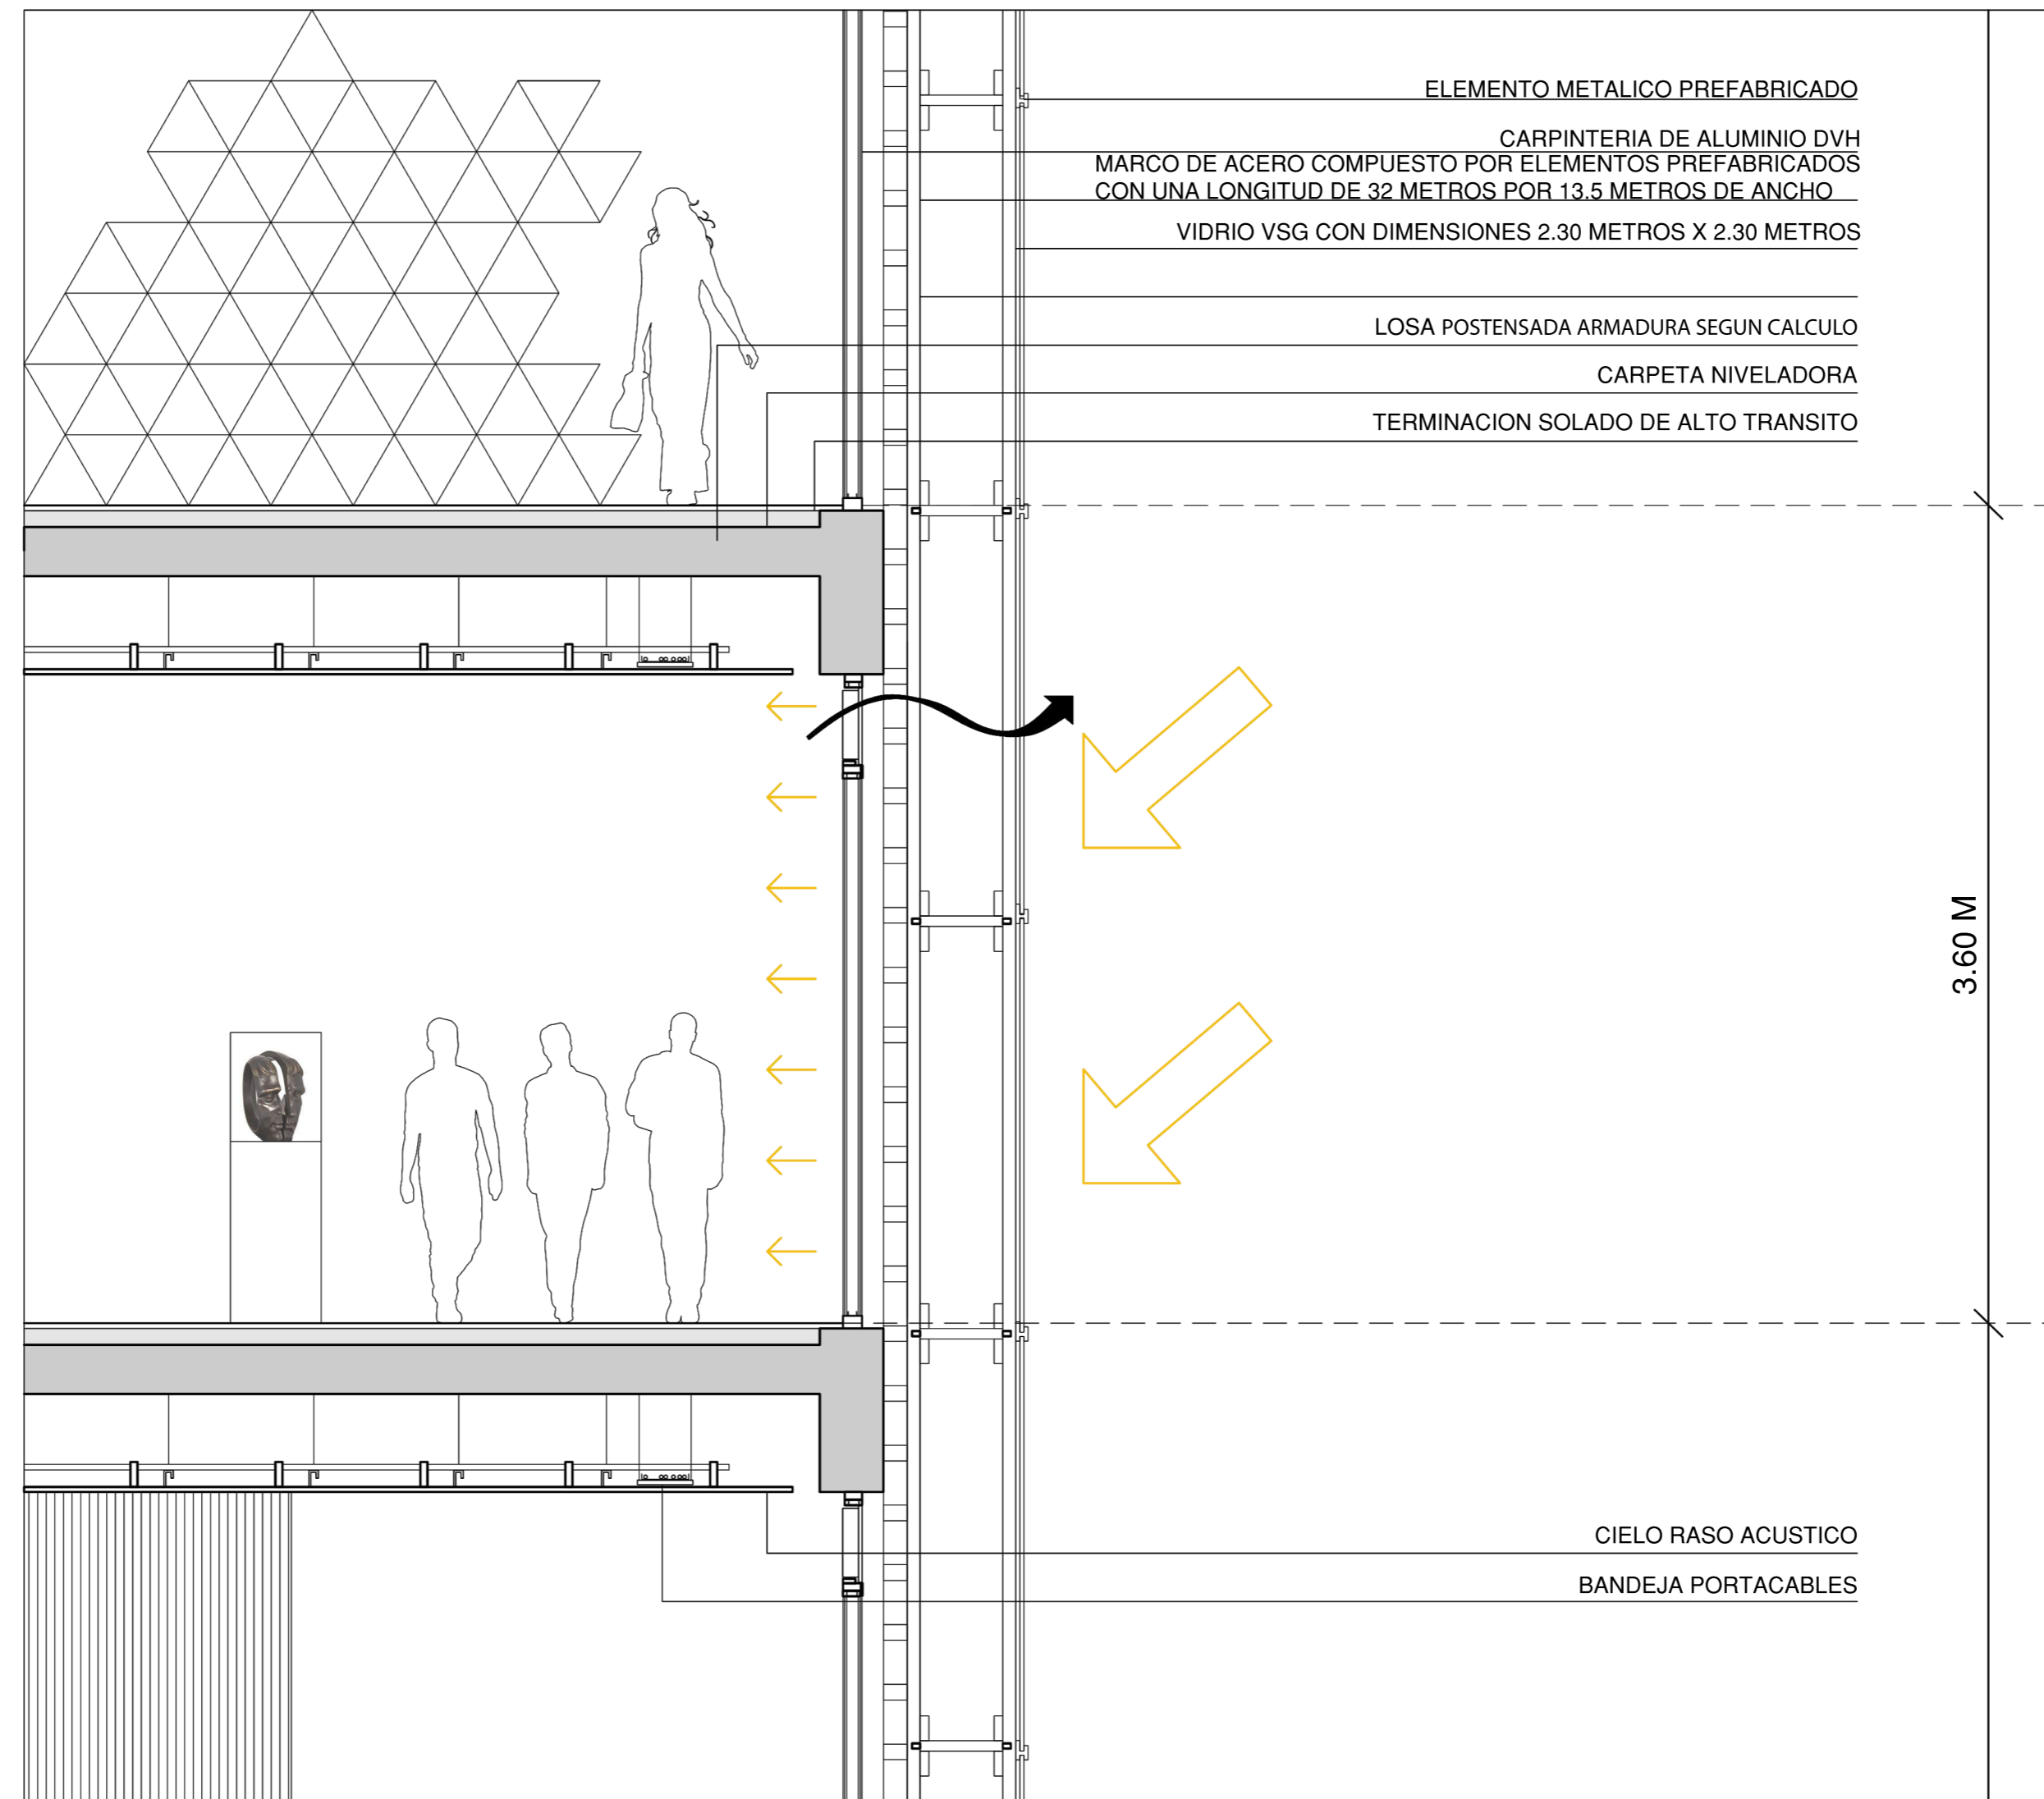 ELEMENTO METALICO PREFABRICADO
CARPINTERIA DE ALUMINIO DVH
MARCO DE ACERO COMPUESTO POR ELEMENTOS PREFABRICADOS
CON UNA LONGITUD DE 32 METROS POR 13.5 METROS DE ANCHO
VIDRIO VSG CON DIMENSIONES 2.30 METROS X 2.30 METROS
LOSA POSTENSADA ARMADURA SEGUN CALCULO
CARPETA NIVELADORA
TERMINACION SOLADO DE ALTO TRANSITO
3.60 M
CIELO RASO ACUSTICO
BANDEJA PORTACABLES